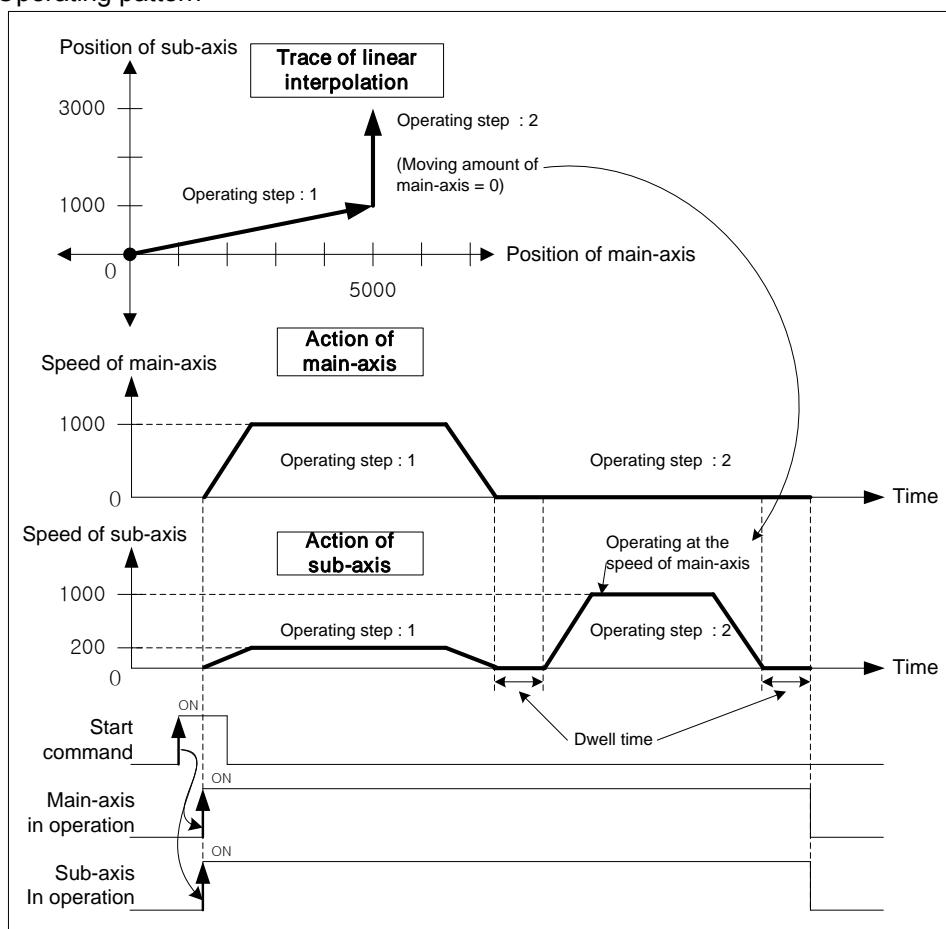 Operating pattern
Position of sub-axis
Trace of linear
interpolation
3000
Operating step : 2
(Moving amount of
main-axis = 0)
Operating step : 1
1000
Position of main-axis
0
5000
Action of
main-axis
Speed of main-axis
1000
Operating step : 1
Operating step : 2
0
Time
Speed of sub-axis
Action of
sub-axis
Operating at the
speed of main-axis
1000
Operating step : 1
Operating step : 2
200
0
Time
ON
Dwell time
Start
command
ON
Main-axis
in operation
ON
Sub-axis
In operation